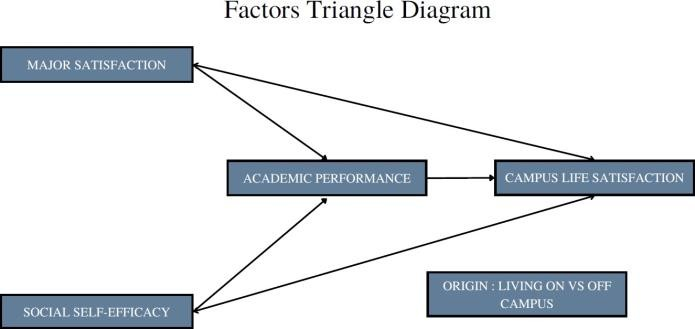 Factors Triangle Diagram
MAJOR SATISFACTION
ACADEMIC PERFORMANCE
CAMPUS LIFE SATISFACTION
ORIGIN : LIVING ON VS OFF
CAMPUS
SOCIAL SELF-EFFICACY